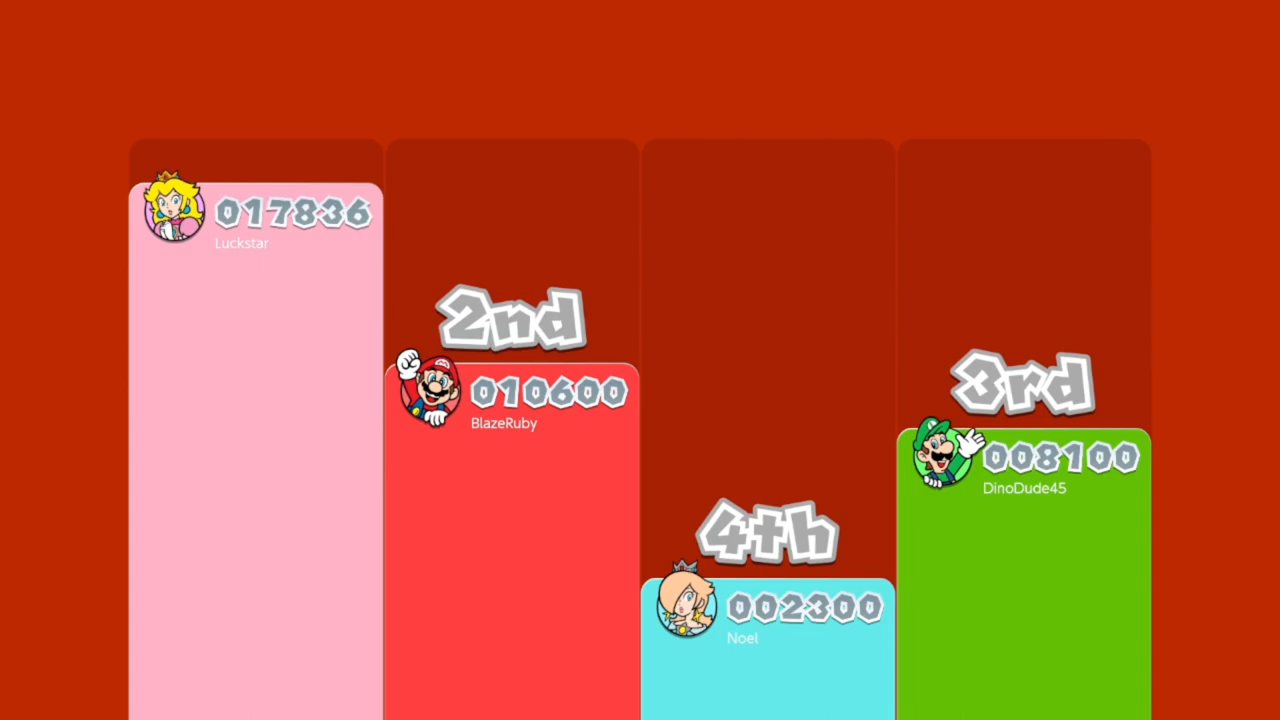 017836
Luckstar
2nd
010600
BlazeRuby
4th
002300
Noel
3rd
008100
DinoDude45